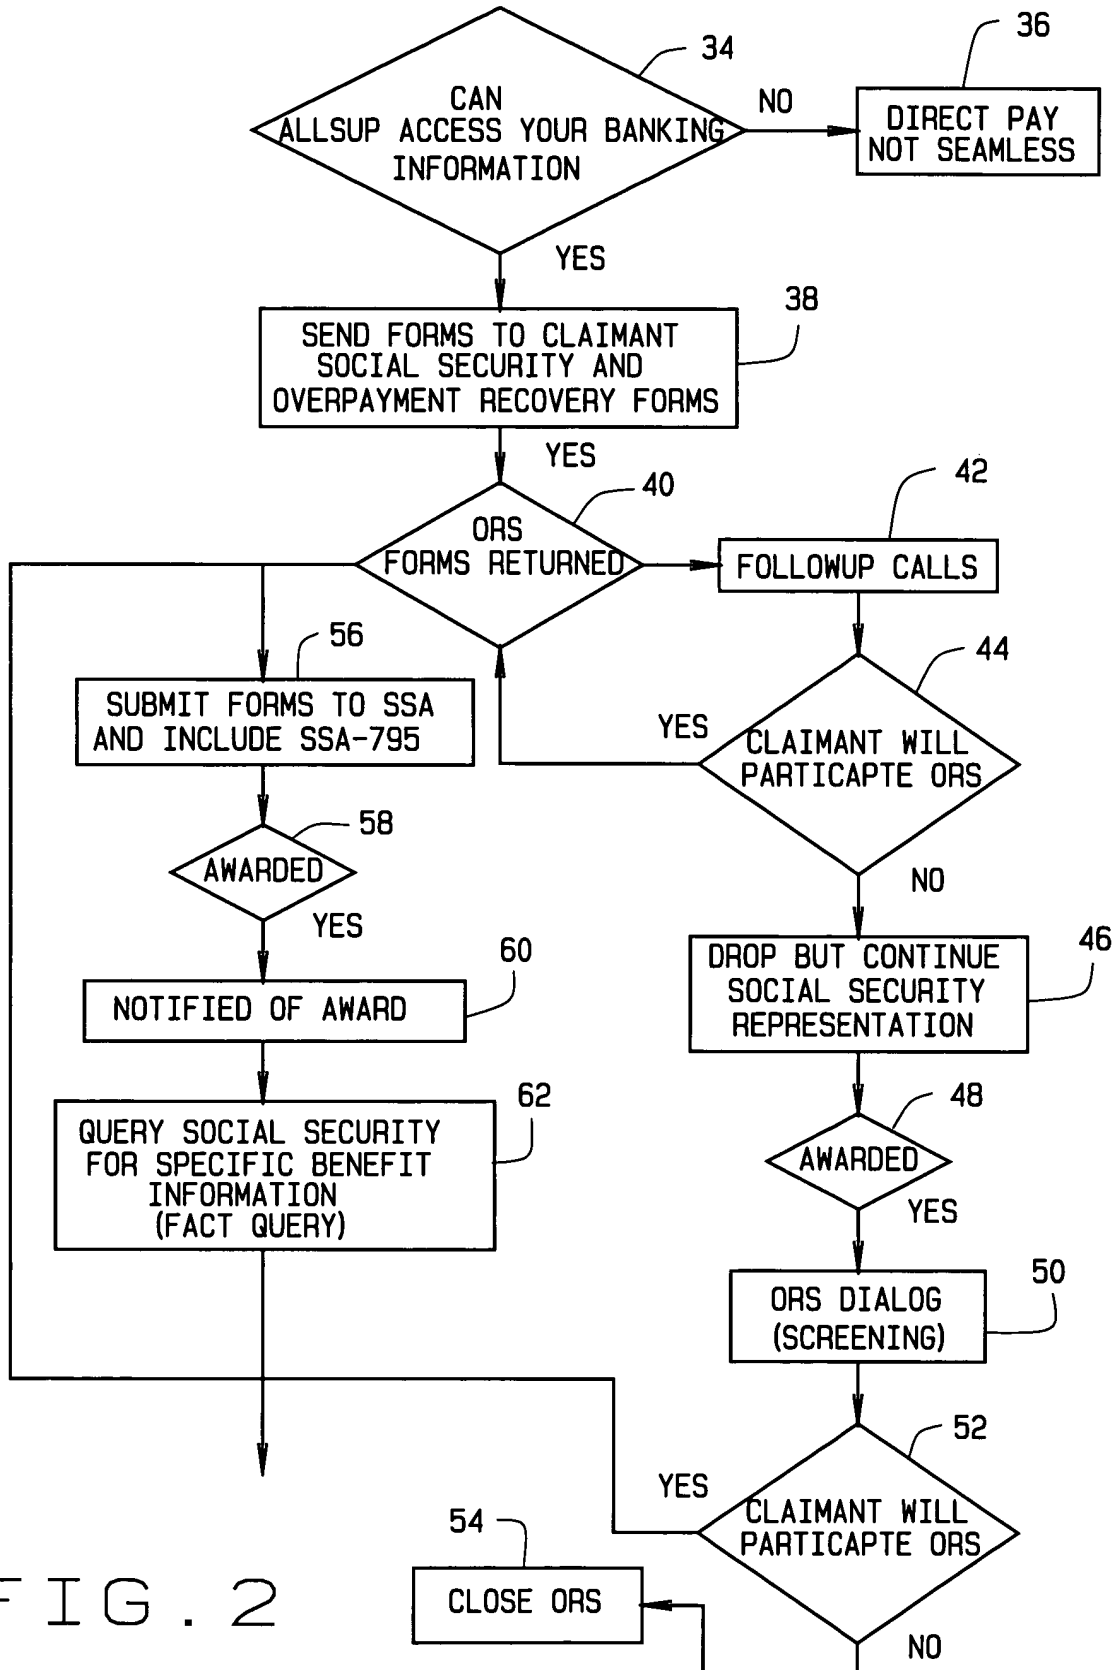 34
36
CAN
ALLSUP ACCESS YOUR BANKING
INFORMATION
NO
DIRECT PAY
NOT SEAMLESS
YES
38
SEND FORMS TO CLAIMANT
SOCIAL SECURITY AND
OVERPAYMENT RECOVERY FORMS
YES
40
42
ORS
FORMS RETURNED
FOLLOWUP CALLS
56
44
SUBMIT FORMS TO SSA
AND INCLUDE SSA-795
YES
CLAIMANT WILL
PARTICAPTE ORS
58
AWARDED
YES
NO
60
46
NOTIFIED OF AWARD
DROP BUT CONTINUE
SOCIAL SECURITY
REPRESENTATION
62
48
QUERY SOCIAL SECURITY
FOR SPECIFIC BENEFIT
INFORMATION
(FACT QUERY)
AWARDED
YES
50
ORS DIALOG
(SCREENING)
52
YES
CLAIMANT WILL
PARTICAPTE ORS
54
CLOSE ORS
NO
FIG. 2